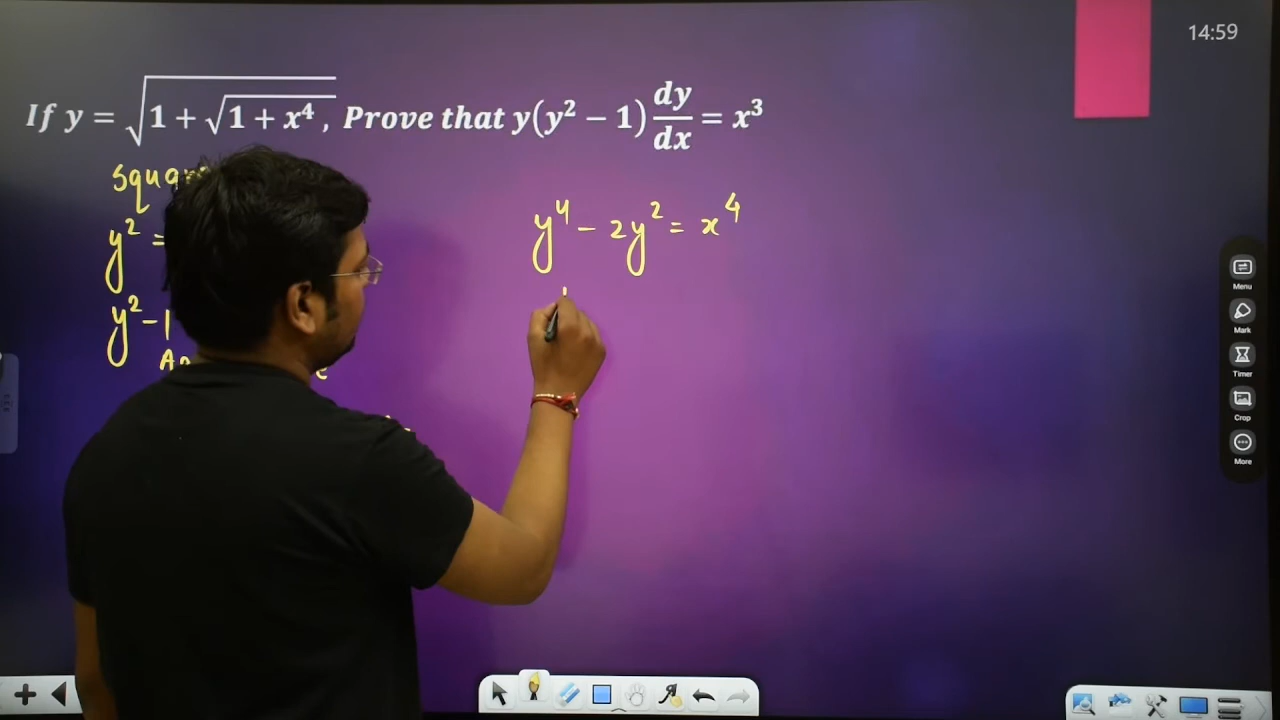 14:59
If y = √(1 + √(1 + x⁴)), Prove that y(y² − 1) dy/dx = x³
squar
y² =
y² - 1
y⁴ - 2y² = x⁴
Menu
Mark
Timer
Crop
More